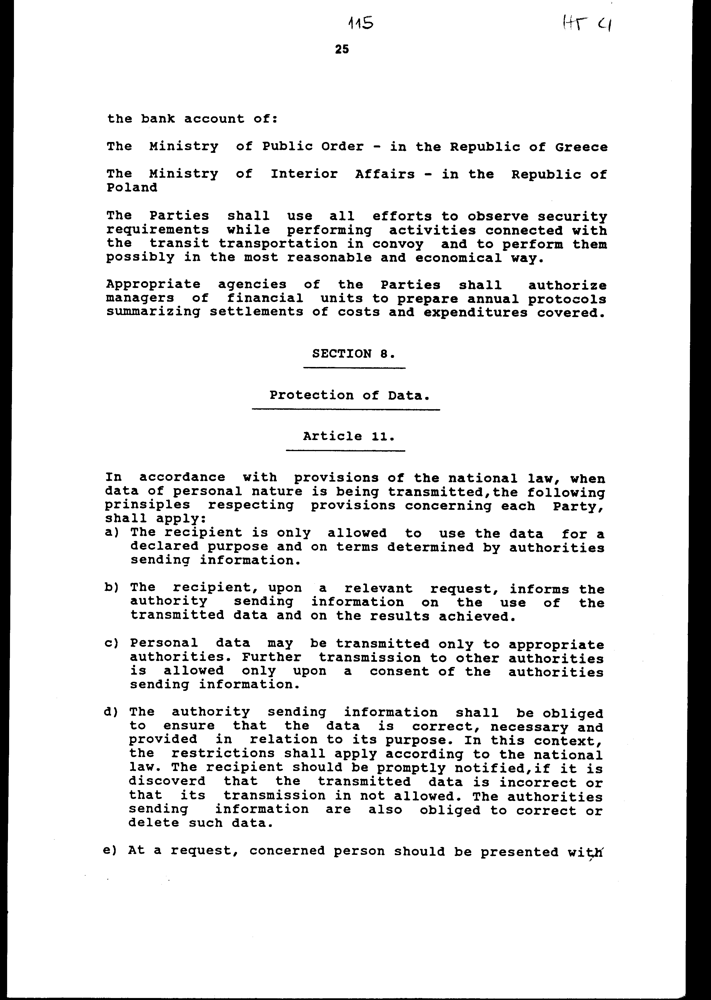 115
HT 4
25
the bank account of:
The Ministry of Public Order - in the Republic of Greece
The Ministry of Interior Affairs - in the Republic of
Poland
The Parties shall use all efforts to observe security
requirements while performing activities connected with
the transit transportation in convoy and to perform them
possibly in the most reasonable and economical way.
Appropriate agencies of the Parties shall authorize
managers of financial units to prepare annual protocols
summarizing settlements of costs and expenditures covered.
SECTION 8.
Protection of Data.
Article 11.
In accordance with provisions of the national law, when
data of personal nature is being transmitted,the following
prinsiples respecting provisions concerning each Party,
shall apply:
a) The recipient is only allowed to use the data for a
declared purpose and on terms determined by authorities
sending information.
b) The recipient, upon a relevant request, informs the
authority sending information on the use of the
transmitted data and on the results achieved.
c) Personal data may be transmitted only to appropriate
authorities. Further transmission to other authorities
is allowed only upon a consent of the authorities
sending information.
d) The authority sending information shall be obliged
to ensure that the data is correct, necessary and
provided in relation to its purpose. In this context,
the restrictions shall apply according to the national
law. The recipient should be promptly notified,if it is
discoverd that the transmitted data is incorrect or
that its transmission in not allowed. The authorities
sending information are also obliged to correct or
delete such data.
e) At a request, concerned person should be presented with